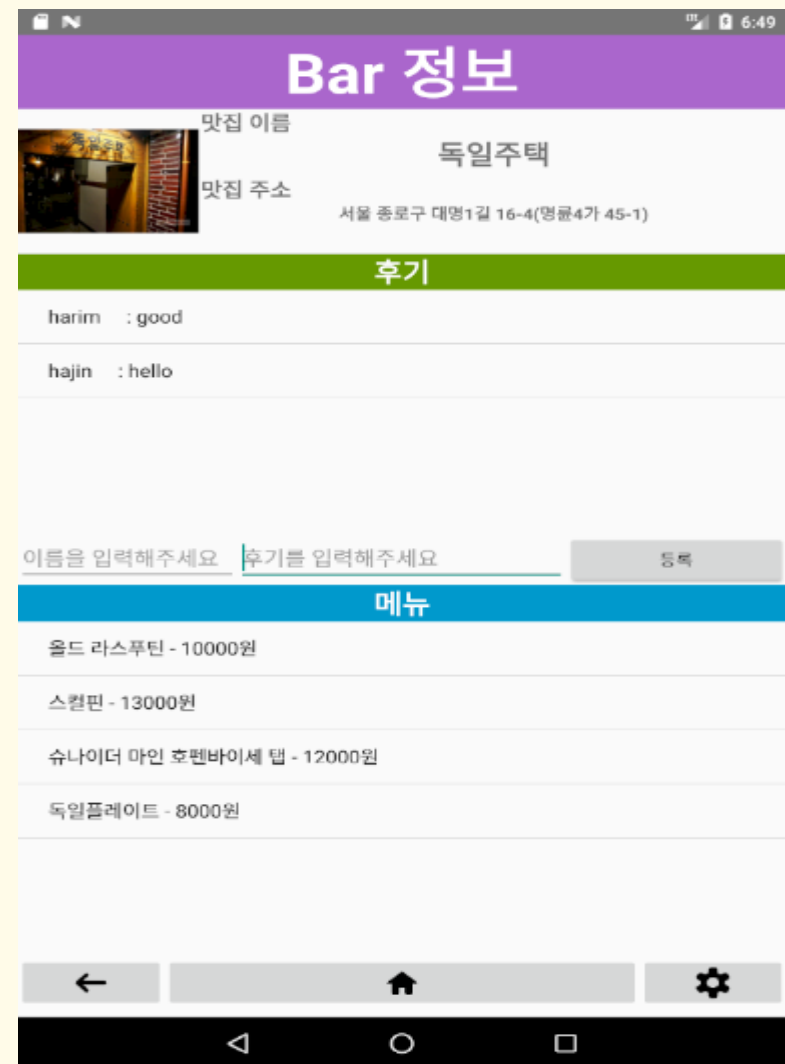 6:49
Bar 정보
맛집 이름
독일주택
맛집 주소
서울 종로구 대명1길 16-4(명륜4가 45-1)
후기
harim : good
hajin : hello
이름을 입력해주세요 후기를 입력해주세요 등록
메뉴
올드 라스푸틴 - 10000원
스컬핀 - 13000원
슈나이더 마인 호펜바이세 탭 - 12000원
독일플레이트 - 8000원